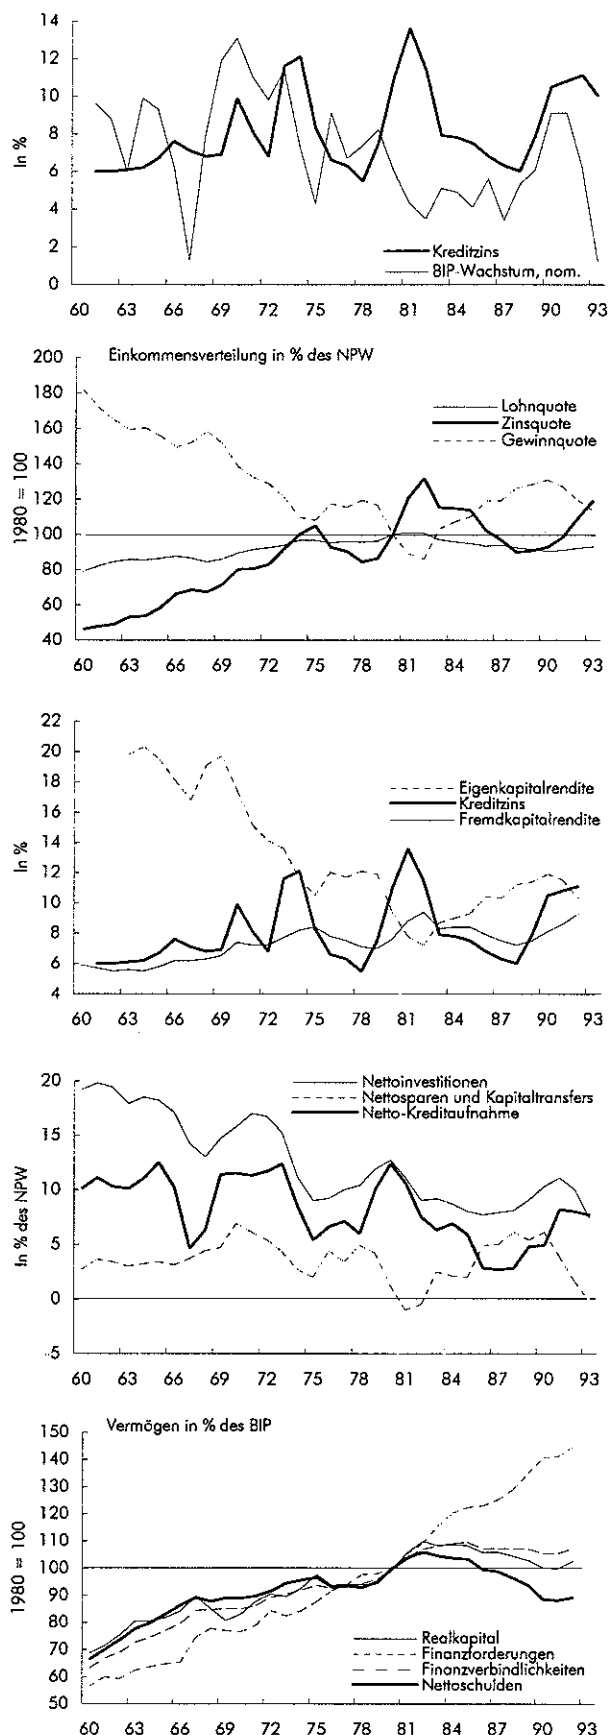 14
12
10
8
6
4
2
0
In %
Kreditzins
BIP-Wachstum, nom.
60 63 66 69 72 75 78 81 84 87 90 93
Einkommensverteilung in % des NPW
200
180
160
140
120
100
80
60
40
1980 = 100
Lohnquote
Zinsquote
Gewinnquote
60 63 66 69 72 75 78 81 84 87 90 93
22
20
18
16
14
12
10
8
6
4
In %
Eigenkapitalrendite
Kreditzins
Fremdkapitalrendite
60 63 66 69 72 75 78 81 84 87 90 93
20
15
10
5
0
-5
In % des NPW
Nettoinvestitionen
Nettosparen und Kapitaltransfers
Netto-Kreditaufnahme
60 63 66 69 72 75 78 81 84 87 90 93
Vermögen in % des BIP
150
140
130
120
110
100
90
80
70
60
50
1980 = 100
Realkapital
Finanzforderungen
Finanzverbindlichkeiten
Nettoschulden
60 63 66 69 72 75 78 81 84 87 90 93